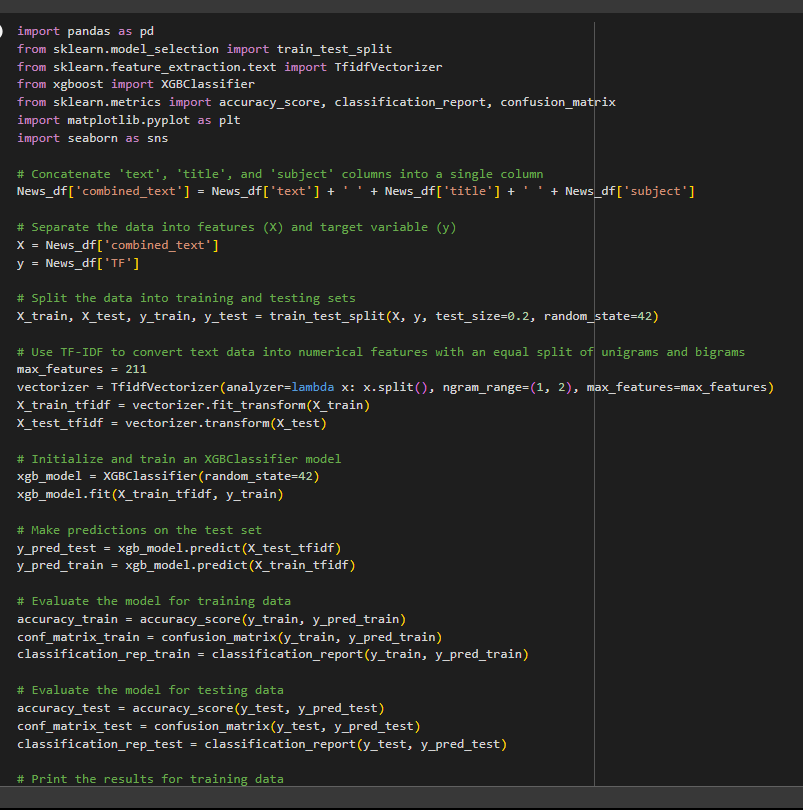 import pandas as pd
from sklearn.model_selection import train_test_split
from sklearn.feature_extraction.text import TfidfVectorizer
from xgboost import XGBClassifier
from sklearn.metrics import accuracy_score, classification_report, confusion_matrix
import matplotlib.pyplot as plt
import seaborn as sns

# Concatenate 'text', 'title', and 'subject' columns into a single column
News_df['combined_text'] = News_df['text'] + ' ' + News_df['title'] + ' ' + News_df['subject']

# Separate the data into features (X) and target variable (y)
X = News_df['combined_text']
y = News_df['TF']

# Split the data into training and testing sets
X_train, X_test, y_train, y_test = train_test_split(X, y, test_size=0.2, random_state=42)

# Use TF-IDF to convert text data into numerical features with an equal split of unigrams and bigrams
max_features = 211
vectorizer = TfidfVectorizer(analyzer=lambda x: x.split(), ngram_range=(1, 2), max_features=max_features)
X_train_tfidf = vectorizer.fit_transform(X_train)
X_test_tfidf = vectorizer.transform(X_test)

# Initialize and train an XGBClassifier model
xgb_model = XGBClassifier(random_state=42)
xgb_model.fit(X_train_tfidf, y_train)

# Make predictions on the test set
y_pred_test = xgb_model.predict(X_test_tfidf)
y_pred_train = xgb_model.predict(X_train_tfidf)

# Evaluate the model for training data
accuracy_train = accuracy_score(y_train, y_pred_train)
conf_matrix_train = confusion_matrix(y_train, y_pred_train)
classification_rep_train = classification_report(y_train, y_pred_train)

# Evaluate the model for testing data
accuracy_test = accuracy_score(y_test, y_pred_test)
conf_matrix_test = confusion_matrix(y_test, y_pred_test)
classification_rep_test = classification_report(y_test, y_pred_test)

# Print the results for training data